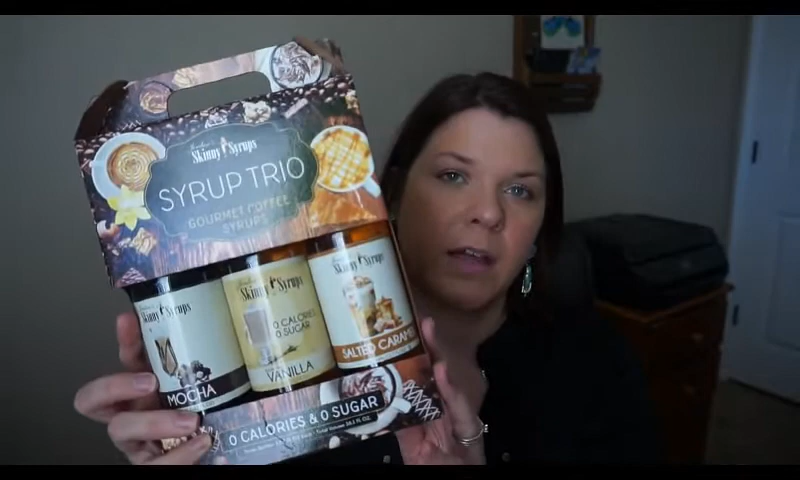 Skinny Syrups
SYRUP TRIO
GOURMET COFFEE
SYRUPS
Skinny Syrups
MOCHA
Skinny Syrups
0 CALORIES
0 SUGAR
VANILLA
Skinny Syrups
SALTED CARAMEL
0 CALORIES & 0 SUGAR